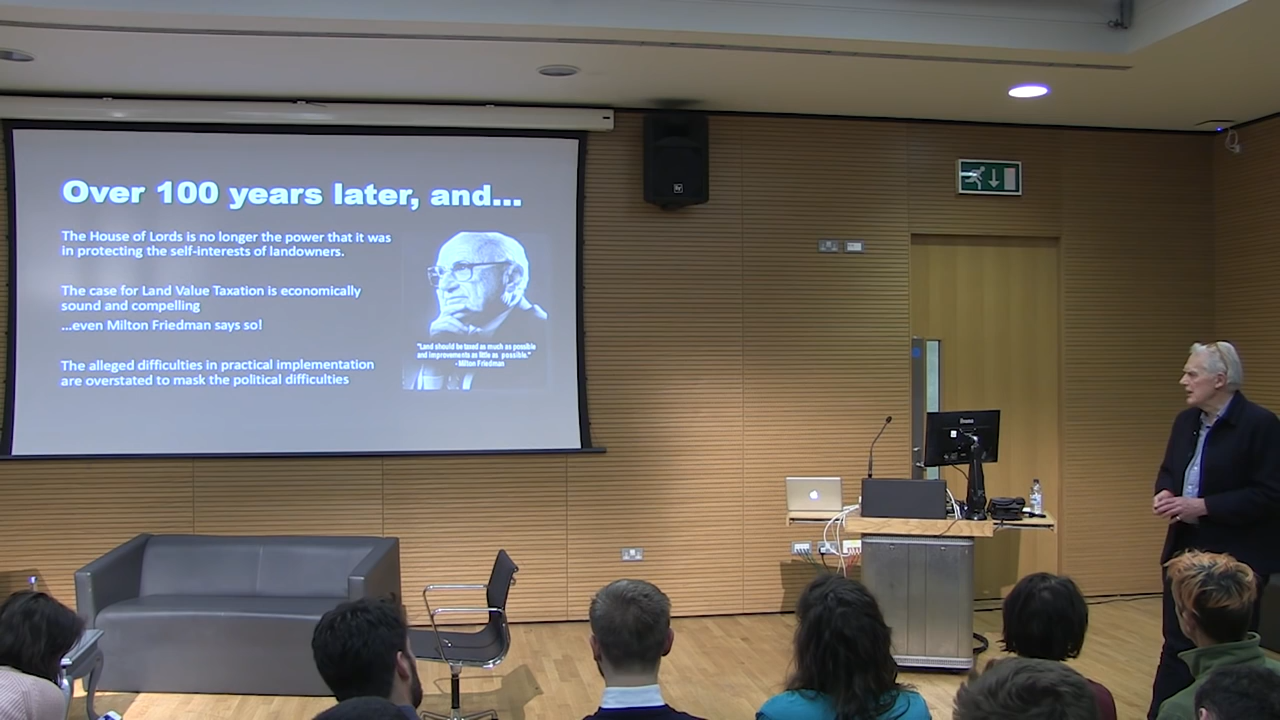 Over 100 years later, and...
The House of Lords is no longer the power that it was
in protecting the self-interests of landowners.
The case for Land Value Taxation is economically
sound and compelling
...even Milton Friedman says so!
The alleged difficulties in practical implementation
are overstated to mask the political difficulties
"Land should be taxed as much as possible
and improvements as little as possible."
- Milton Friedman